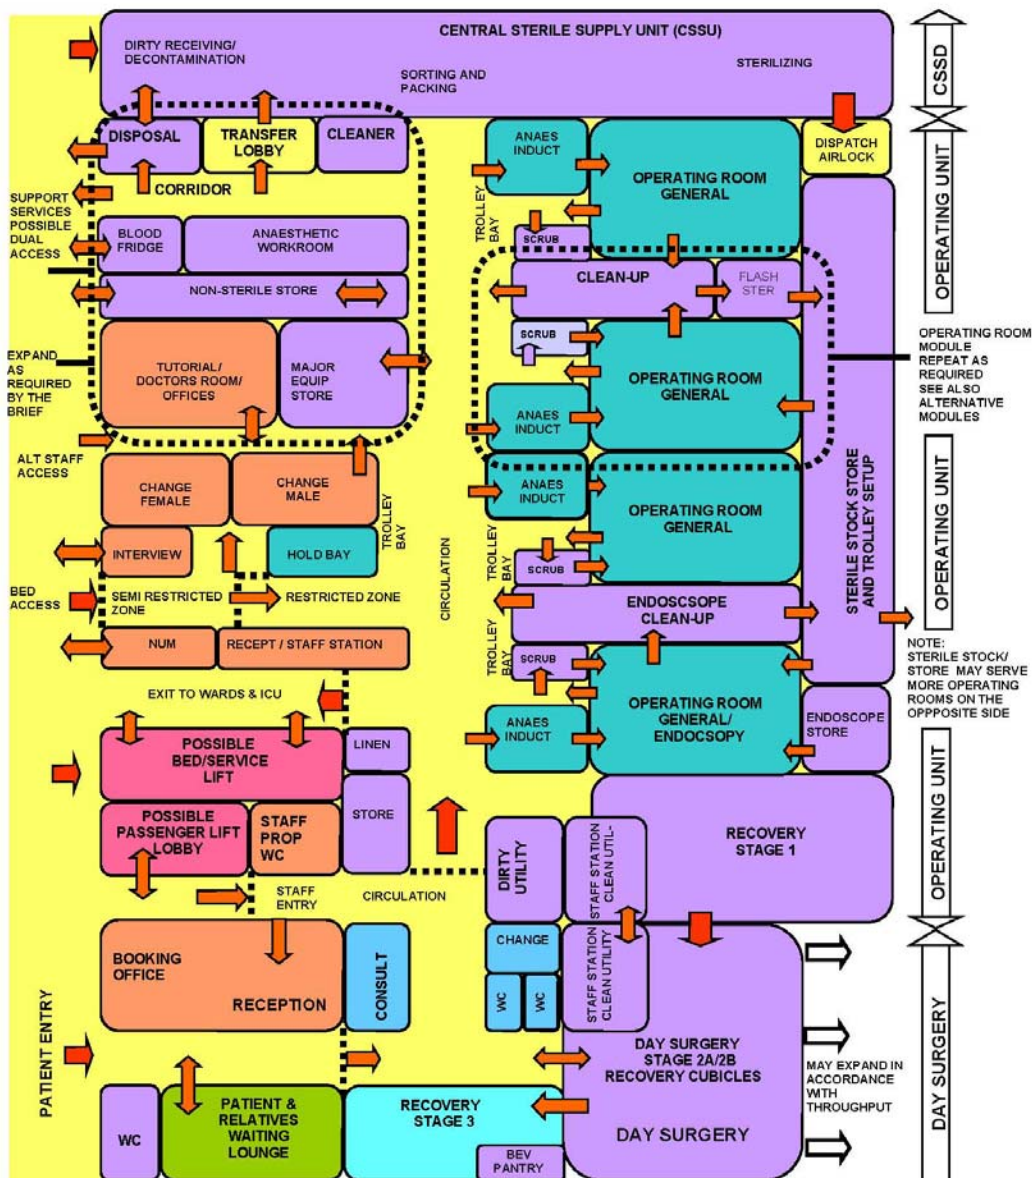 CENTRAL STERILE SUPPLY UNIT (CSSU)
DIRTY RECEIVING/
DECONTAMINATION
SORTING AND
PACKING
STERILIZING
CSSD
DISPOSAL
TRANSFER
LOBBY
CLEANER
ANAES
INDUCT
OPERATING ROOM
GENERAL
DISPATCH
AIRLOCK
OPERATING UNIT
CORRIDOR
SUPPORT
SERVICES
POSSIBLE
DUAL
ACCESS
BLOOD
FRIDGE
ANAESTHETIC
WORKROOM
TROLLEY
BAY
SCRUB
CLEAN-UP
FLASH
STER
NON-STERILE STORE
EXPAND
AS
REQUIRED
BY THE
BRIEF
TUTORIAL/
DOCTORS ROOM/
OFFICES
MAJOR
EQUIP
STORE
SCRUB
OPERATING ROOM
GENERAL
ANAES
INDUCT
OPERATING ROOM
MODULE
REPEAT AS
REQUIRED
SEE ALSO
ALTERNATIVE
MODULES
ALT STAFF
ACCESS
CHANGE
FEMALE
CHANGE
MALE
TROLLEY
BAY
ANAES
INDUCT
OPERATING ROOM
GENERAL
STERILE STOCK STORE
AND TROLLEY SETUP
OPERATING UNIT
INTERVIEW
HOLD BAY
TROLLEY
BAY
SCRUB
CIRCULATION
BED
ACCESS
SEMI RESTRICTED
ZONE
RESTRICTED ZONE
ENDOSCSOPE
CLEAN-UP
NUM
RECEPT / STAFF STATION
TROLLEY
BAY
SCRUB
NOTE:
STERILE STOCK/
STORE MAY SERVE
MORE OPERATING
ROOMS ON THE
OPPPOSITE SIDE
EXIT TO WARDS & ICU
OPERATING ROOM
GENERAL/
ENDOCSOPY
ANAES
INDUCT
ENDOSCOPE
STORE
POSSIBLE
BED/SERVICE
LIFT
LINEN
POSSIBLE
PASSENGER LIFT
LOBBY
STAFF
PROP
WC
STORE
DIRTY
UTILITY
STAFF STATION
CLEAN UTIL-
RECOVERY
STAGE 1
OPERATING UNIT
STAFF
ENTRY
CIRCULATION
BOOKING
OFFICE
RECEPTION
CONSULT
CHANGE
WC
WC
STAFF STATION
CLEAN UTILITY
PATIENT ENTRY
DAY SURGERY
STAGE 2A/2B
RECOVERY CUBICLES
DAY SURGERY
MAY EXPAND IN
ACCORDANCE
WITH
THROUGHPUT
DAY SURGERY
WC
PATIENT &
RELATIVES
WAITING
LOUNGE
RECOVERY
STAGE 3
BEV
PANTRY